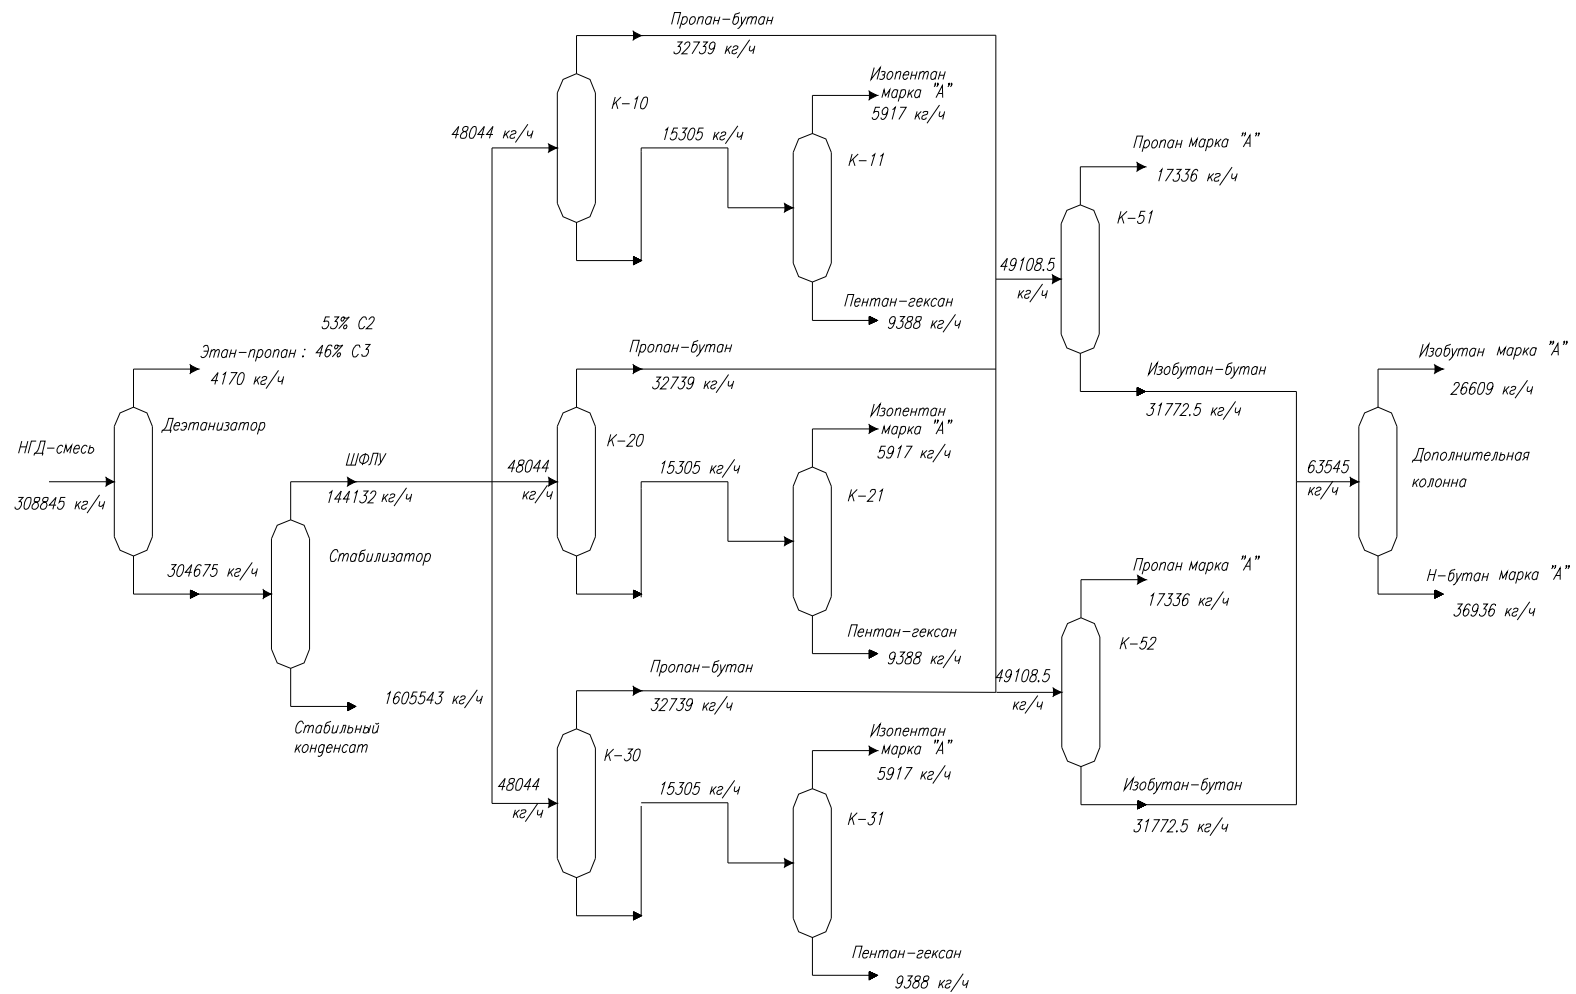 НГД-смесь
308845 кг/ч
53% С2
Этан-пропан : 46% С3
4170 кг/ч
Деэтанизатор
304675 кг/ч
ШФЛУ
144132 кг/ч
Стабилизатор
1605543 кг/ч
Стабильный
конденсат
Пропан-бутан
32739 кг/ч
К-10
48044 кг/ч
15305 кг/ч
Изопентан
марка "А"
5917 кг/ч
К-11
Пентан-гексан
9388 кг/ч
Пропан-бутан
32739 кг/ч
К-20
48044
кг/ч
15305 кг/ч
Изопентан
марка "А"
5917 кг/ч
К-21
Пентан-гексан
9388 кг/ч
Пропан-бутан
32739 кг/ч
К-30
48044
кг/ч
15305 кг/ч
Изопентан
марка "А"
5917 кг/ч
К-31
Пентан-гексан
9388 кг/ч
Пропан марка "А"
17336 кг/ч
К-51
49108.5
кг/ч
Изобутан-бутан
31772.5 кг/ч
Пропан марка "А"
17336 кг/ч
К-52
49108.5
кг/ч
Изобутан-бутан
31772.5 кг/ч
Изобутан марка "А"
26609 кг/ч
63545
кг/ч
Дополнительная
колонна
Н-бутан марка "А"
36936 кг/ч